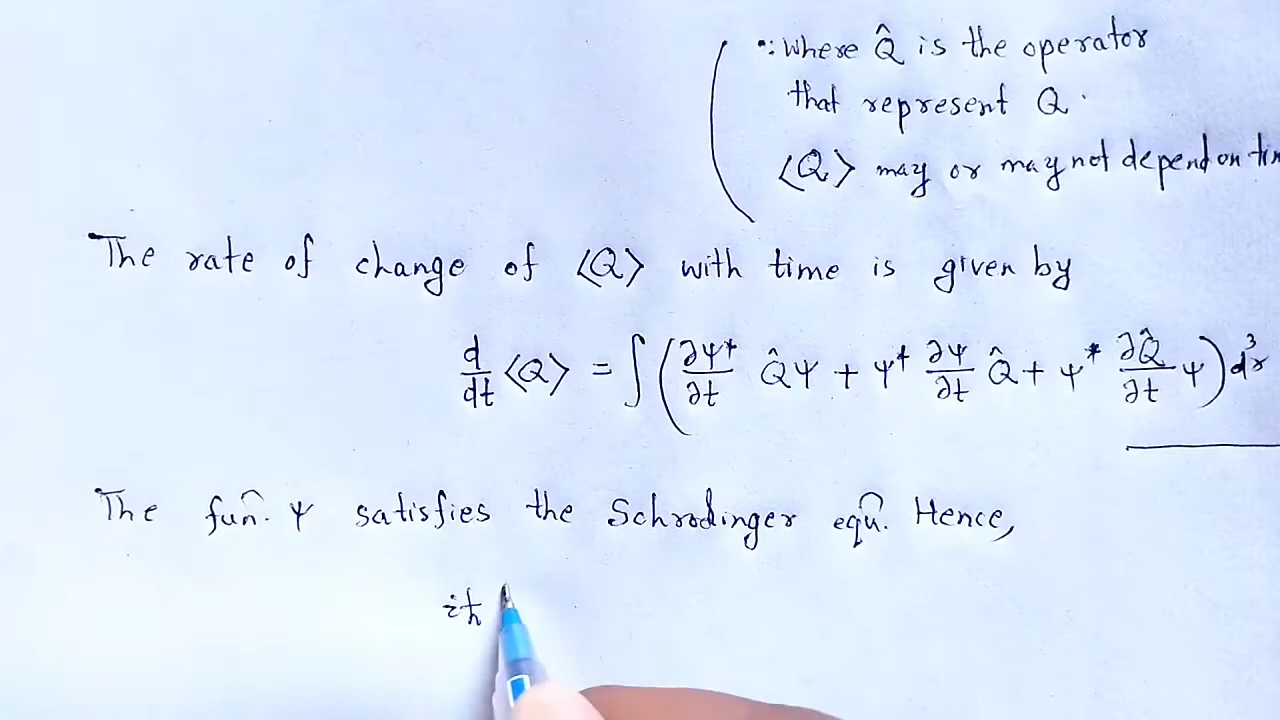 ∵ where Q̂ is the operator
that represent Q.
⟨Q⟩ may or may not depend on tim
The rate of change of ⟨Q⟩ with time is given by
d/dt ⟨Q⟩ = ∫ (∂ψ*/∂t Q̂ψ + ψ* ∂ψ/∂t Q̂ + ψ* ∂Q̂/∂t ψ) d³r
The fun. ψ satisfies the Schrodinger equ. Hence,
iħ